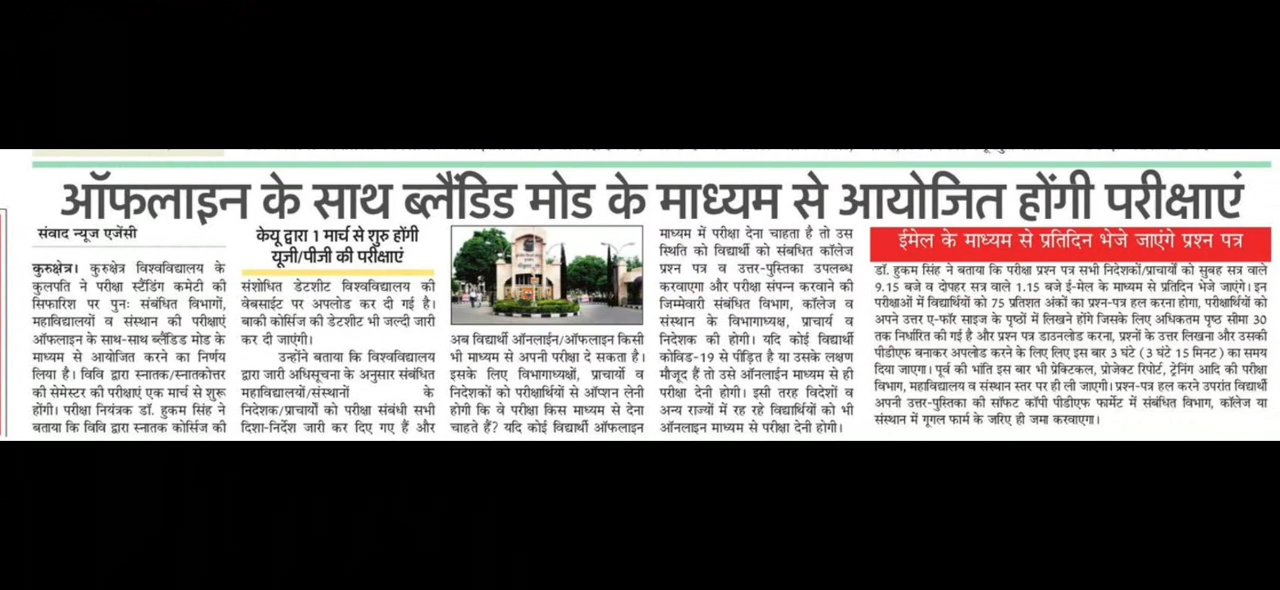 ऑफलाइन के साथ ब्लैंडिड मोड के माध्यम से आयोजित होंगी परीक्षाएं
संवाद न्यूज एजेंसी
कुरुक्षेत्र। कुरुक्षेत्र विश्वविद्यालय के
कुलपति ने परीक्षा स्टैंडिंग कमेटी की
सिफारिश पर पुनः संबंधित विभागों,
महाविद्यालयों व संस्थान की परीक्षाएं
ऑफलाइन के साथ-साथ ब्लैंडिड मोड के
माध्यम से आयोजित करने का निर्णय
लिया है। विवि द्वारा स्नातक/स्नातकोत्तर
की सेमेस्टर की परीक्षाएं एक मार्च से शुरू
होंगी। परीक्षा नियंत्रक डॉ. हुकम सिंह ने
बताया कि विवि द्वारा स्नातक कोर्सिज की
केयू द्वारा 1 मार्च से शुरु होंगी
यूजी/पीजी की परीक्षाएं
संशोधित डेटशीट विश्वविद्यालय की
वेबसाईट पर अपलोड कर दी गई है।
बाकी कोर्सिज की डेटशीट भी जल्दी जारी
कर दी जाएंगी।
उन्होंने बताया कि विश्वविद्यालय
द्वारा जारी अधिसूचना के अनुसार संबंधित
महाविद्यालयों/संस्थानों के
निदेशक/प्राचार्यों को परीक्षा संबंधी सभी
दिशा-निर्देश जारी कर दिए गए हैं और
अब विद्यार्थी ऑनलाईन/ऑफलाईन किसी
भी माध्यम से अपनी परीक्षा दे सकता है।
इसके लिए विभागाध्यक्षों, प्राचार्यो व
निदेशकों को परीक्षार्थियों से ऑप्शन लेनी
होगी कि वे परीक्षा किस माध्यम से देना
चाहते हैं? यदि कोई विद्यार्थी ऑफलाइन
माध्यम में परीक्षा देना चाहता है तो उस
स्थिति को विद्यार्थी को संबधित कॉलेज
प्रश्न पत्र व उत्तर-पुस्तिका उपलब्ध
करवाएगा और परीक्षा संपन्न करवाने की
जिम्मेवारी संबंधित विभाग, कॉलेज व
संस्थान के विभागाध्यक्ष, प्राचार्य व
निदेशक की होगी। यदि कोई विद्यार्थी
कोविड-19 से पीड़ित है या उसके लक्षण
मौजूद हैं तो उसे ऑनलाईन माध्यम से ही
परीक्षा देनी होगी। इसी तरह विदेशों व
अन्य राज्यों में रह रहे विद्यार्थियों को भी
ऑनलाइन माध्यम से परीक्षा देनी होगी।
ईमेल के माध्यम से प्रतिदिन भेजे जाएंगे प्रश्न पत्र
डॉ. हुकम सिंह ने बताया कि परीक्षा प्रश्न पत्र सभी निदेशकों/प्राचार्यों को सुबह सत्र वाले
9.15 बजे व दोपहर सत्र वाले 1.15 बजे ई-मेल के माध्यम से प्रतिदिन भेजे जाएंगे। इन
परीक्षाओं में विद्यार्थियों को 75 प्रतिशत अंकों का प्रश्न-पत्र हल करना होगा, परीक्षार्थियों को
अपने उत्तर ए-फॉर साइज के पृष्ठों में लिखने होंगे जिसके लिए अधिकतम पृष्ठ सीमा 30
तक निर्धारित की गई है और प्रश्न पत्र डाउनलोड करना, प्रश्नों के उत्तर लिखना और उसकी
पीडीएफ बनाकर अपलोड करने के लिए लिए इस बार 3 घंटे (3 घंटे 15 मिनट) का समय
दिया जाएगा। पूर्व की भांति इस बार भी प्रेक्टिकल, प्रोजेक्ट रिपोर्ट, ट्रेनिंग आदि की परीक्षा
विभाग, महाविद्यालय व संस्थान स्तर पर ही ली जाएगी। प्रश्न-पत्र हल करने उपरांत विद्यार्थी
अपनी उत्तर-पुस्तिका की सॉफट कॉपी पीडीएफ फार्मेट में संबंधित विभाग, कॉलेज या
संस्थान में गूगल फार्म के जरिए ही जमा करवाएगा।